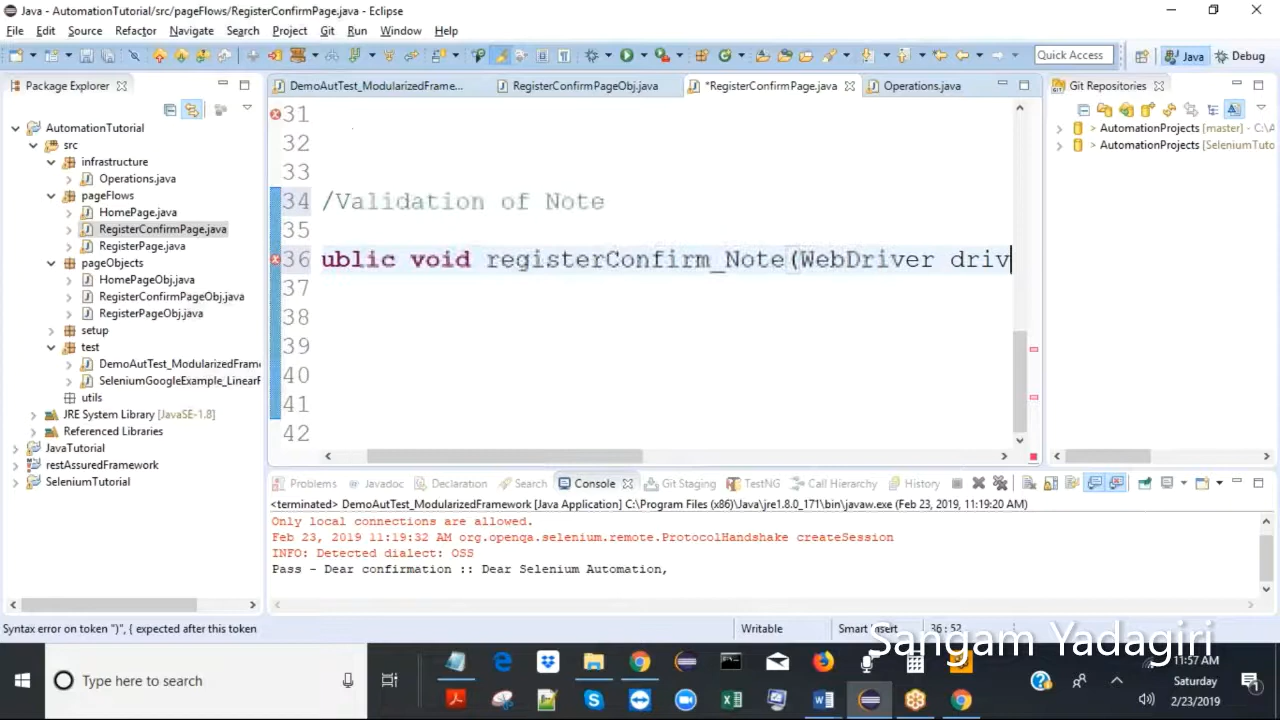 Java - AutomationTutorial/src/pageFlows/RegisterConfirmPage.java - Eclipse
File Edit Source Refactor Navigate Search Project Git Run Window Help
Quick Access Java Debug
Package Explorer
DemoAutTest_ModularizedFrame... RegisterConfirmPageObj.java *RegisterConfirmPage.java Operations.java
Git Repositories
AutomationTutorial
src
infrastructure
Operations.java
pageFlows
HomePage.java
RegisterConfirmPage.java
RegisterPage.java
pageObjects
HomePageObj.java
RegisterConfirmPageObj.java
RegisterPageObj.java
setup
test
DemoAutTest_ModularizedFram
SeleniumGoogleExample_LinearF
utils
JRE System Library [JavaSE-1.8]
Referenced Libraries
JavaTutorial
restAssuredFramework
SeleniumTutorial
31
32
33
34 /Validation of Note
35
36 ublic void registerConfirm_Note(WebDriver driv
37
38
39
40
41
42
> AutomationProjects [master] - C:\A
> AutomationProjects [SeleniumTuto
Problems Javadoc Declaration Search Console Git Staging TestNG Call Hierarchy History
<terminated> DemoAutTest_ModularizedFramework [Java Application] C:\Program Files (x86)\Java\jre1.8.0_171\bin\javaw.exe (Feb 23, 2019, 11:19:20 AM)
Only local connections are allowed.
Feb 23, 2019 11:19:32 AM org.openqa.selenium.remote.ProtocolHandshake createSession
INFO: Detected dialect: OSS
Pass - Dear confirmation :: Dear Selenium Automation,
Syntax error on token ")", { expected after this token
Writable Smart Insert 36 : 52
Sangam Yadagiri
Type here to search
11:57 AM
Saturday
2/23/2019